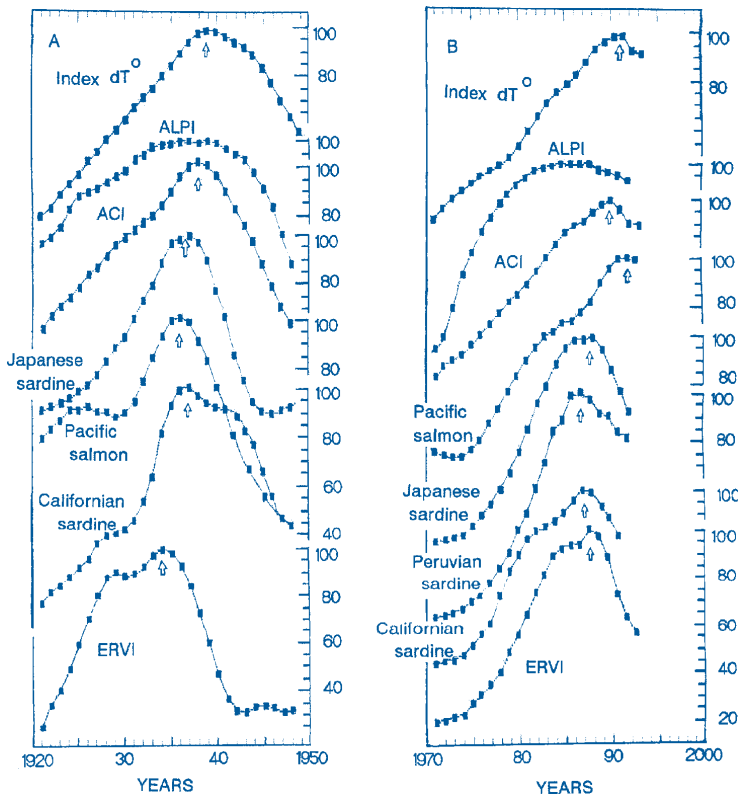 A
Index dT°
ALPI
ACI
Japanese
sardine
Pacific
salmon
Californian
sardine
ERVI
100
80
100
100
80
100
80
100
80
100
80
60
40
100
80
60
40
1920
30
40
1950
YEARS
B
Index dT°
ALPI
ACI
Pacific
salmon
Japanese
sardine
Peruvian
sardine
Californian
sardine
ERVI
100
80
100
100
100
80
100
80
100
80
100
100
80
60
40
20
1970
80
90
2000
YEARS